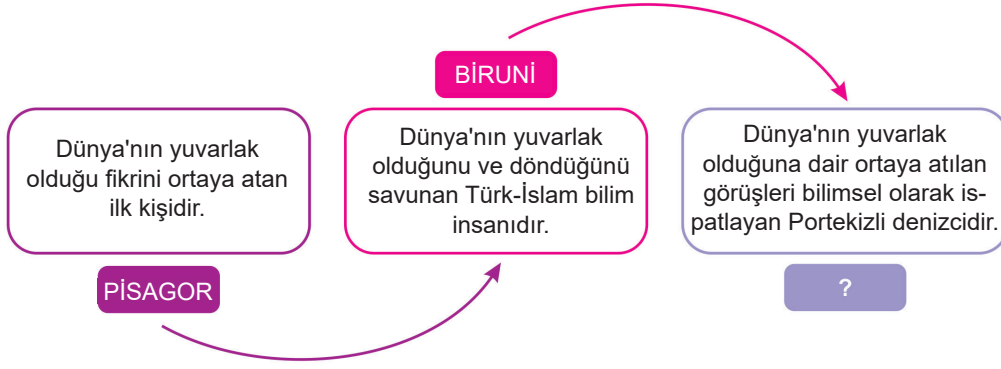 Dünya'nın yuvarlak
olduğu fikrini ortaya atan
ilk kişidir.
PİSAGOR
BİRUNİ
Dünya'nın yuvarlak
olduğunu ve döndüğünü
savunan Türk-İslam bilim
insanıdır.
Dünya'nın yuvarlak
olduğuna dair ortaya atılan
görüşleri bilimsel olarak is-
patlayan Portekizli denizcidir.
?